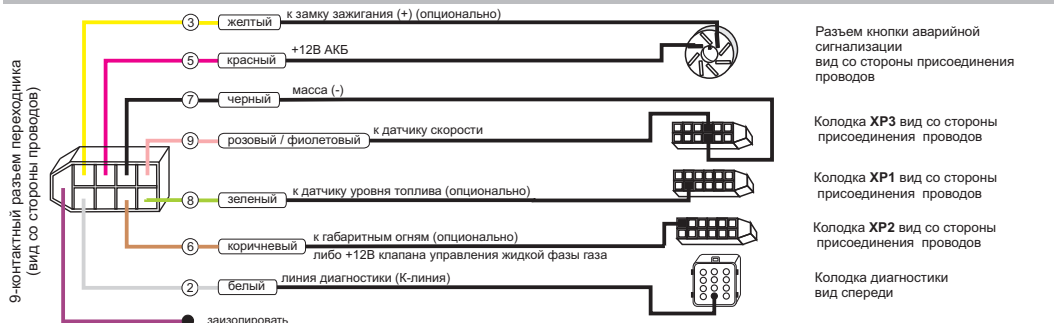 9-контактный разъем переходника
(вид со стороны проводов)
3 желтый к замку зажигания (+) (опционально)
5 красный +12В АКБ
7 черный масса (-)
9 розовый / фиолетовый к датчику скорости
8 зеленый к датчику уровня топлива (опционально)
6 коричневый к габаритным огням (опционально)
либо +12В клапана управления жидкой фазы газа
2 белый линия диагностики (К-линия)
заизолировать
Разъем кнопки аварийной
сигнализации
вид со стороны присоединения
проводов
Колодка XP3 вид со стороны
присоединения проводов
Колодка XP1 вид со стороны
присоединения проводов
Колодка XP2 вид со стороны
присоединения проводов
Колодка диагностики
вид спереди